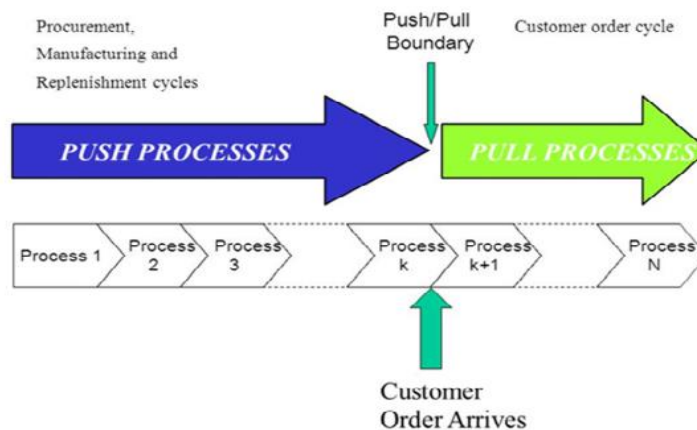 Procurement,
Manufacturing and
Replenishment cycles
Push/Pull
Boundary
Customer order cycle
PUSH PROCESSES
PULL PROCESSES
Process 1
Process
2
Process
3
Process
k
Process
k+1
Process
N
Customer
Order Arrives